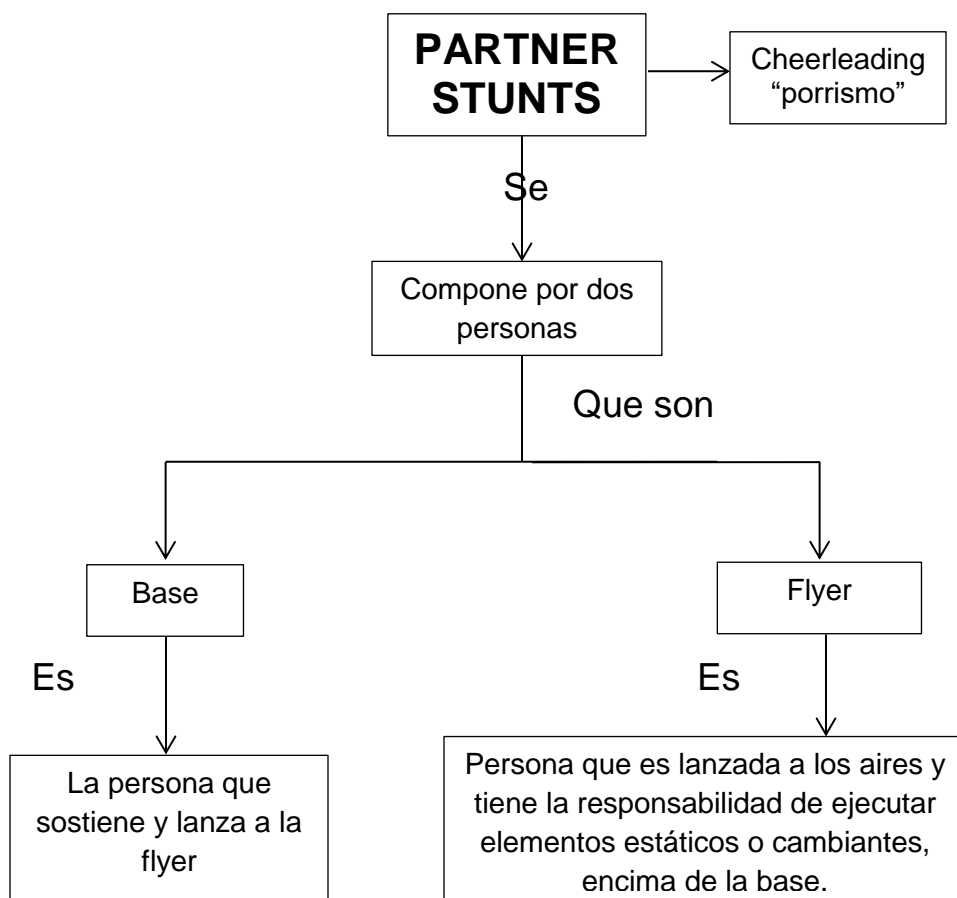 PARTNER
STUNTS
Cheerleading
“porrismo”
Se
Compone por dos
personas
Que son
Base
Flyer
Es
Es
La persona que
sostiene y lanza a la
flyer
Persona que es lanzada a los aires y
tiene la responsabilidad de ejecutar
elementos estáticos o cambiantes,
encima de la base.